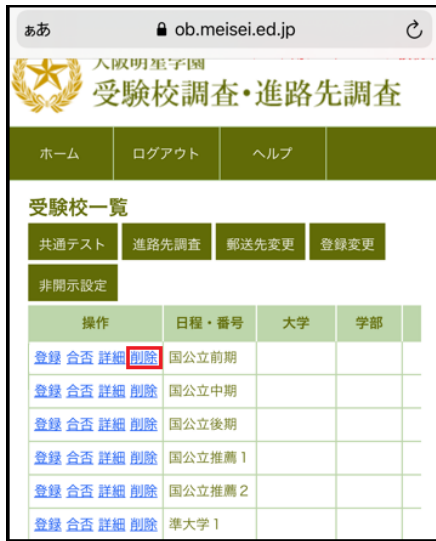 ぁあ ob.meisei.ed.jp
大阪明星学園
受験校調査・進路先調査
ホーム ログアウト ヘルプ
受験校一覧
共通テスト 進路先調査 郵送先変更 登録変更
非開示設定
操作 日程・番号 大学 学部
登録 合否 詳細 削除 国公立前期
登録 合否 詳細 削除 国公立中期
登録 合否 詳細 削除 国公立後期
登録 合否 詳細 削除 国公立推薦1
登録 合否 詳細 削除 国公立推薦2
登録 合否 詳細 削除 準大学1